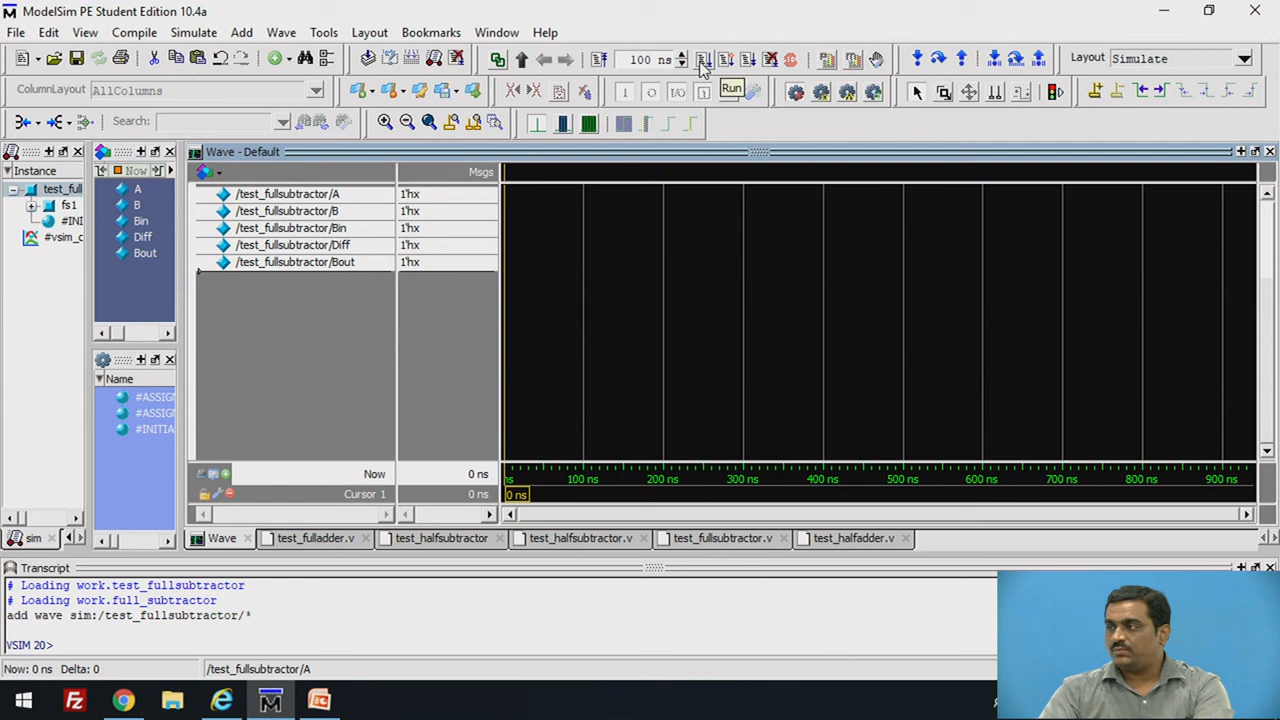 ModelSim PE Student Edition 10.4a
File Edit View Compile Simulate Add Wave Tools Layout Bookmarks Window Help
100 ns
Layout Simulate
ColumnLayout AllColumns
Run
Search:
Wave - Default
Instance
Now
Msgs
test_full
fs1
#INI
#vsim_c
A
B
Bin
Diff
Bout
/test_fullsubtractor/A 1'hx
/test_fullsubtractor/B 1'hx
/test_fullsubtractor/Bin 1'hx
/test_fullsubtractor/Diff 1'hx
/test_fullsubtractor/Bout 1'hx
Name
#ASSIG
#ASSIG
#INITIA
Now 0 ns
Cursor 1 0 ns
ns 100 ns 200 ns 300 ns 400 ns 500 ns 600 ns 700 ns 800 ns 900 ns
0 ns
sim
Wave test_fulladder.v test_halfsubtractor test_halfsubtractor.v test_fullsubtractor.v test_halfadder.v
Transcript
# Loading work.test_fullsubtractor
# Loading work.full_subtractor
add wave sim:/test_fullsubtractor/*
VSIM 20>
Now: 0 ns Delta: 0 /test_fullsubtractor/A